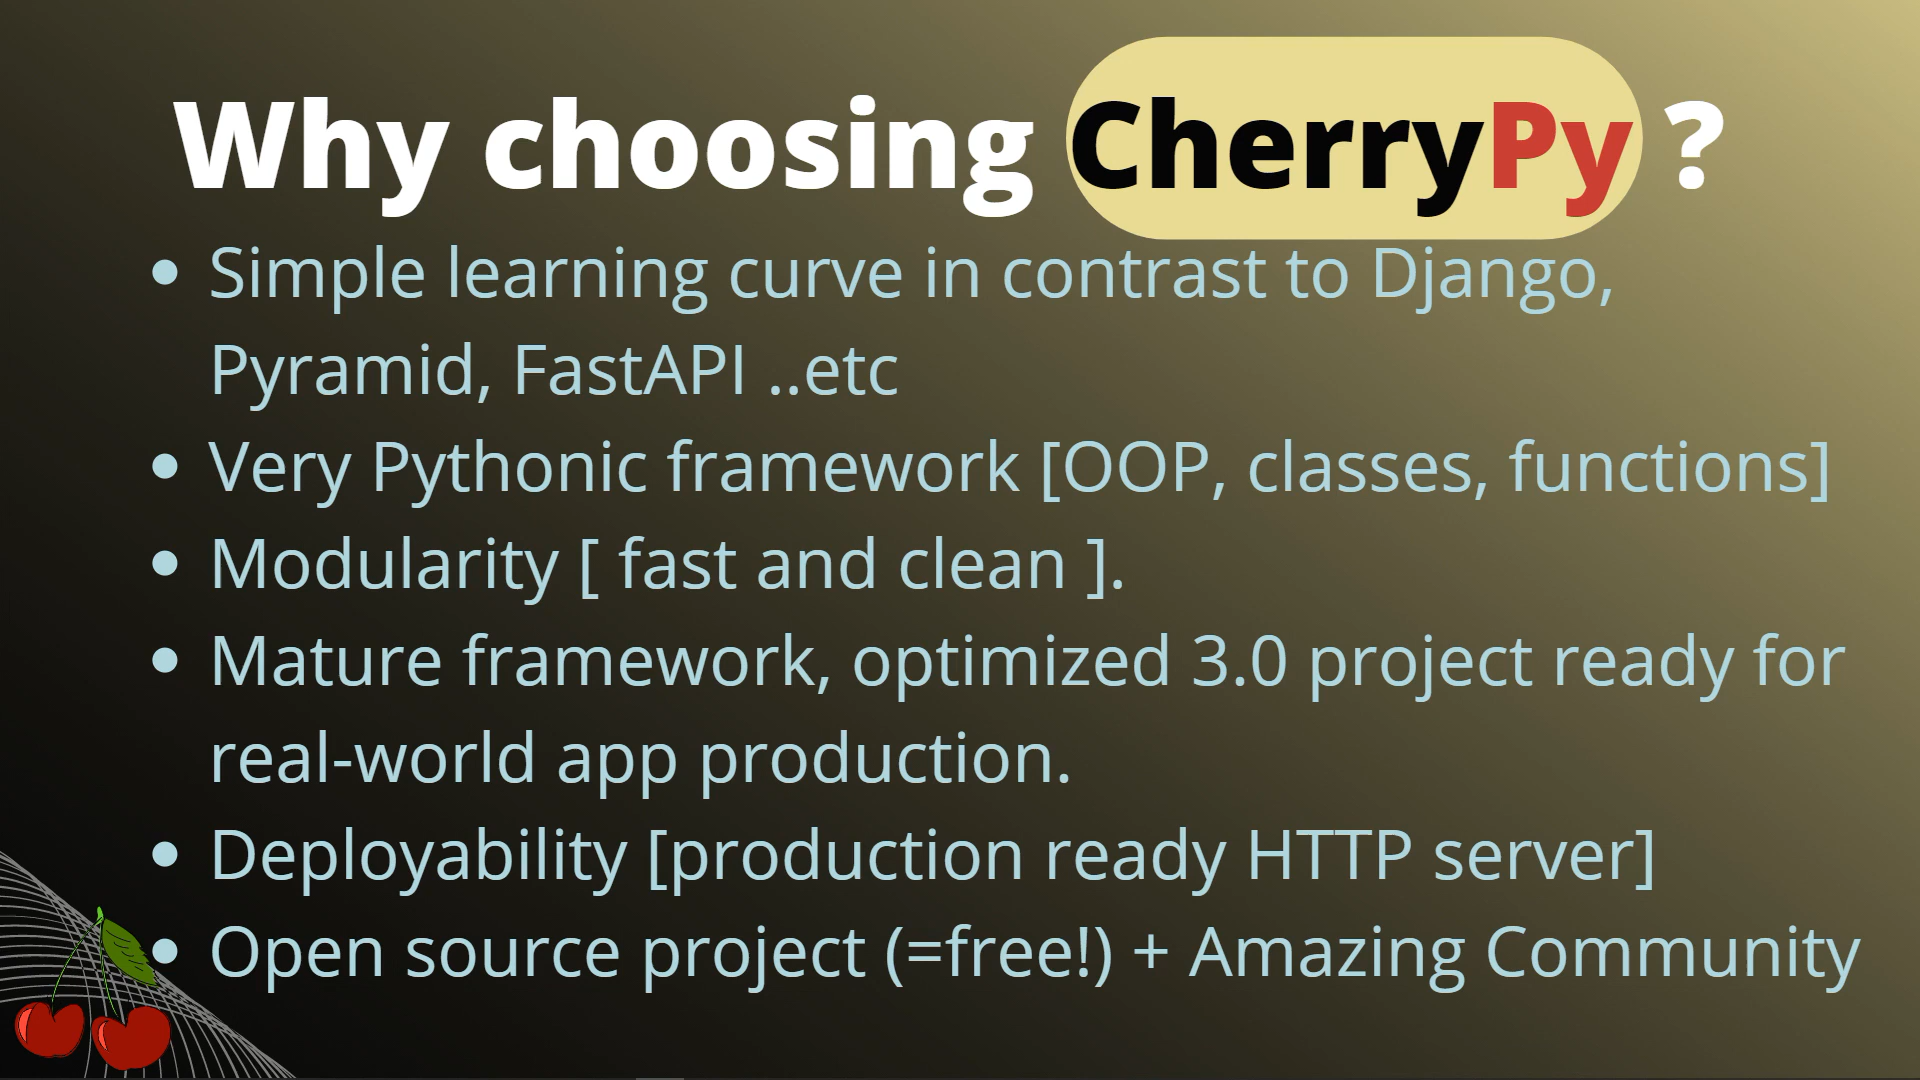 Why choosing CherryPy ?
• Simple learning curve in contrast to Django,
Pyramid, FastAPI ..etc
• Very Pythonic framework [OOP, classes, functions]
• Modularity [ fast and clean ].
• Mature framework, optimized 3.0 project ready for
real-world app production.
• Deployability [production ready HTTP server]
• Open source project (=free!) + Amazing Community